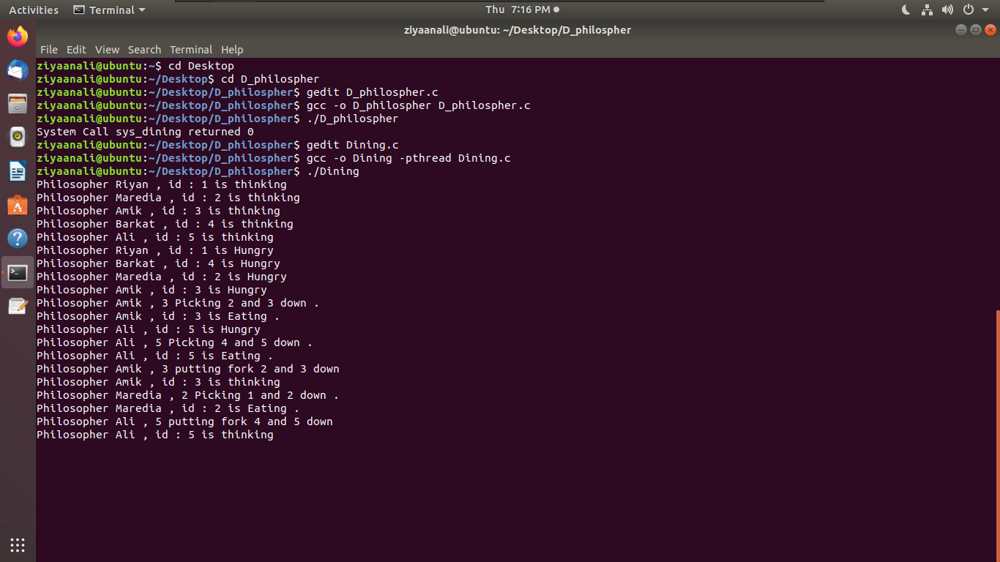 Activities Terminal Thu 7:16 PM
ziyaanali@ubuntu: ~/Desktop/D_philospher
File Edit View Search Terminal Help
ziyaanali@ubuntu:~$ cd Desktop
ziyaanali@ubuntu:~/Desktop$ cd D_philospher
ziyaanali@ubuntu:~/Desktop/D_philospher$ gedit D_philospher.c
ziyaanali@ubuntu:~/Desktop/D_philospher$ gcc -o D_philospher D_philospher.c
ziyaanali@ubuntu:~/Desktop/D_philospher$ ./D_philospher
System Call sys_dining returned 0
ziyaanali@ubuntu:~/Desktop/D_philospher$ gedit Dining.c
ziyaanali@ubuntu:~/Desktop/D_philospher$ gcc -o Dining -pthread Dining.c
ziyaanali@ubuntu:~/Desktop/D_philospher$ ./Dining
Philosopher Riyan , id : 1 is thinking
Philosopher Maredia , id : 2 is thinking
Philosopher Amik , id : 3 is thinking
Philosopher Barkat , id : 4 is thinking
Philosopher Ali , id : 5 is thinking
Philosopher Riyan , id : 1 is Hungry
Philosopher Barkat , id : 4 is Hungry
Philosopher Maredia , id : 2 is Hungry
Philosopher Amik , id : 3 is Hungry
Philosopher Amik , 3 Picking 2 and 3 down .
Philosopher Amik , id : 3 is Eating .
Philosopher Ali , id : 5 is Hungry
Philosopher Ali , 5 Picking 4 and 5 down .
Philosopher Ali , id : 5 is Eating .
Philosopher Amik , 3 putting fork 2 and 3 down
Philosopher Amik , id : 3 is thinking
Philosopher Maredia , 2 Picking 1 and 2 down .
Philosopher Maredia , id : 2 is Eating .
Philosopher Ali , 5 putting fork 4 and 5 down
Philosopher Ali , id : 5 is thinking